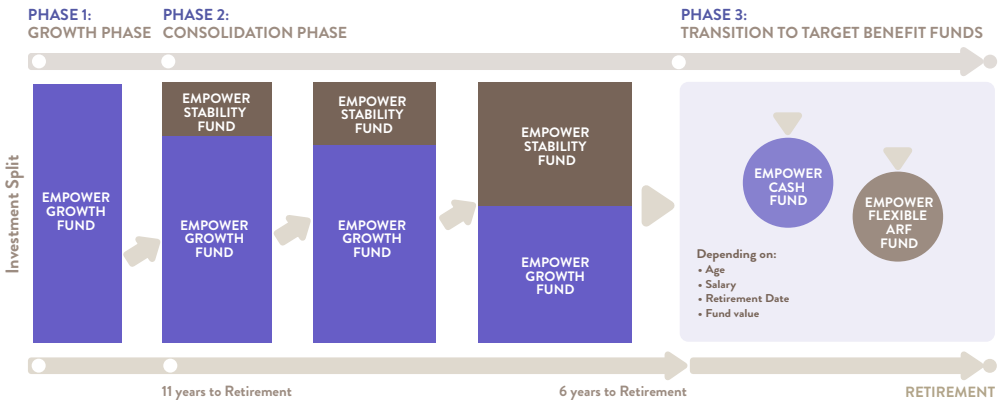 PHASE 1:
GROWTH PHASE
PHASE 2:
CONSOLIDATION PHASE
PHASE 3:
TRANSITION TO TARGET BENEFIT FUNDS
Investment Split
EMPOWER
GROWTH
FUND
EMPOWER
STABILITY
FUND
EMPOWER
GROWTH
FUND
EMPOWER
STABILITY
FUND
EMPOWER
GROWTH
FUND
EMPOWER
STABILITY
FUND
EMPOWER
GROWTH
FUND
EMPOWER
CASH
FUND
EMPOWER
FLEXIBLE
ARF
FUND
Depending on:
• Age
• Salary
• Retirement Date
• Fund value
11 years to Retirement
6 years to Retirement
RETIREMENT